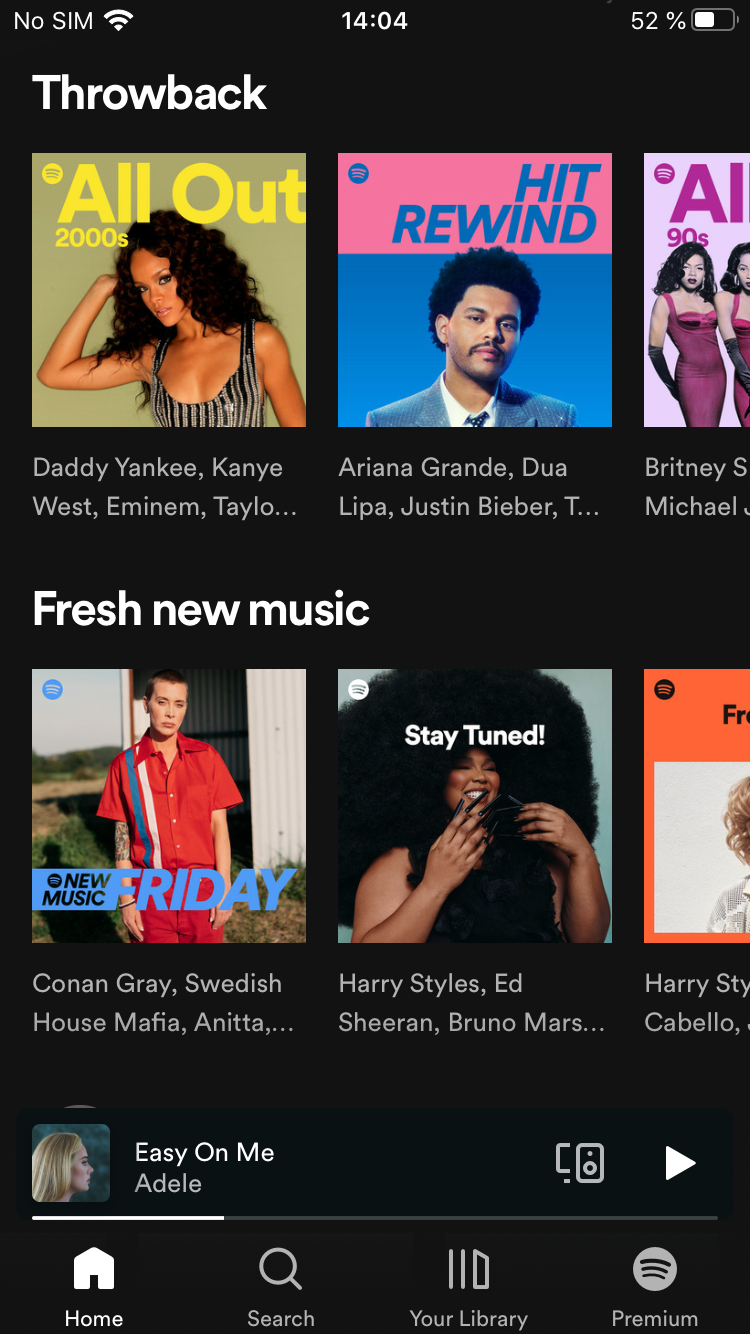 No SIM 14:04 52 %
Throwback
All Out
2000s
HIT
REWIND
Al
90s
Daddy Yankee, Kanye
West, Eminem, Taylo...
Ariana Grande, Dua
Lipa, Justin Bieber, T...
Britney S
Michael J
Fresh new music
NEW
MUSIC
FRIDAY
Stay Tuned!
Fre
Conan Gray, Swedish
House Mafia, Anitta,...
Harry Styles, Ed
Sheeran, Bruno Mars...
Harry Sty
Cabello, J
Easy On Me
Adele
Home
Search
Your Library
Premium